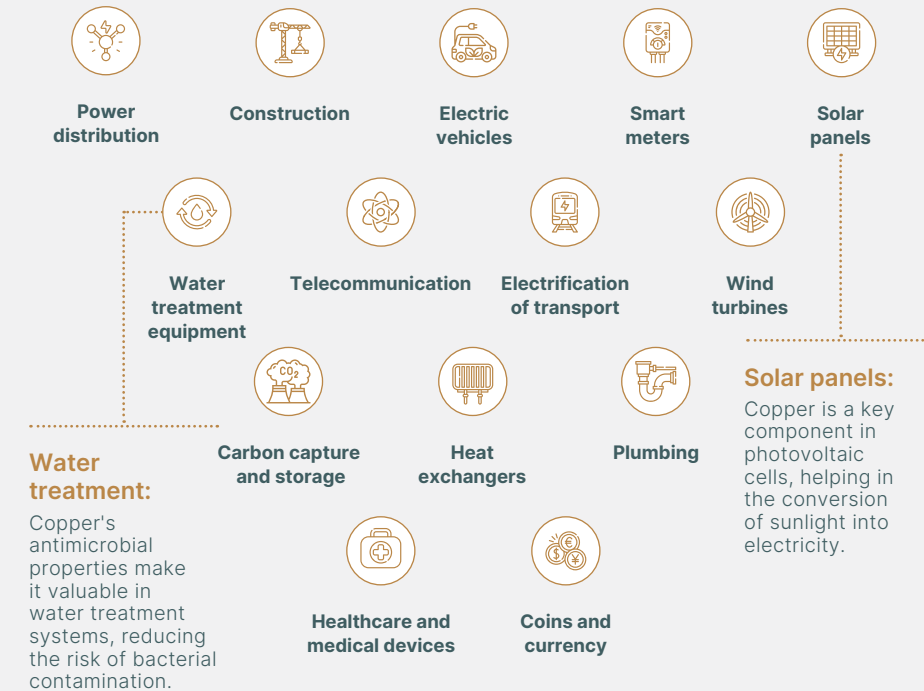 Power
distribution
Construction
Electric
vehicles
Smart
meters
Solar
panels
Water
treatment
equipment
Telecommunication
Electrification
of transport
Wind
turbines
CO2
Carbon capture
and storage
Heat
exchangers
Plumbing
Solar panels:
Copper is a key
component in
photovoltaic
cells, helping in
the conversion
of sunlight into
electricity.
Water
treatment:
Copper's
antimicrobial
properties make
it valuable in
water treatment
systems, reducing
the risk of bacterial
contamination.
$ € ¥
Healthcare and
medical devices
Coins and
currency